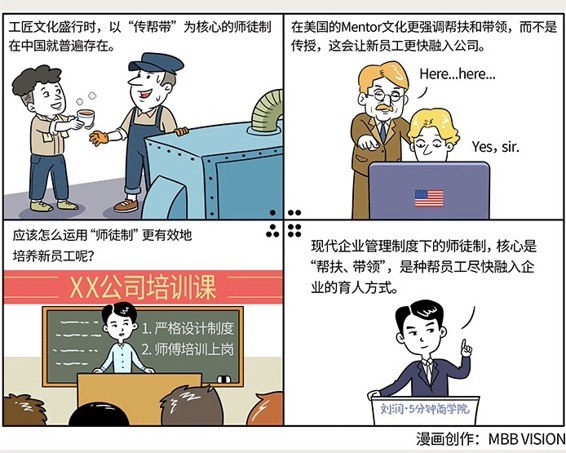 工匠文化盛行时，以“传帮带”为核心的师徒制
在中国就普遍存在。
在美国的Mentor文化更强调帮扶和带领，而不是
传授，这会让新员工更快融入公司。
Here...here...
Yes, sir.
应该怎么运用“师徒制”更有效地
培养新员工呢？
XX公司培训课
1. 严格设计制度
2. 师傅培训上岗
现代企业管理制度下的师徒制，核心是
“帮扶、带领”，是种帮员工尽快融入企
业的育人方式。
刘润·5分钟商学院
漫画创作：MBB VISION